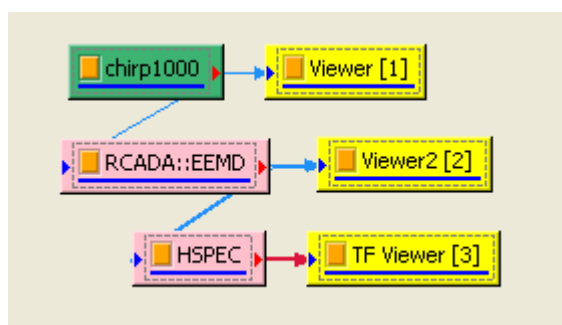 chirp1000
Viewer [1]
RCADA::EEMD
Viewer2 [2]
HSPEC
TF Viewer [3]